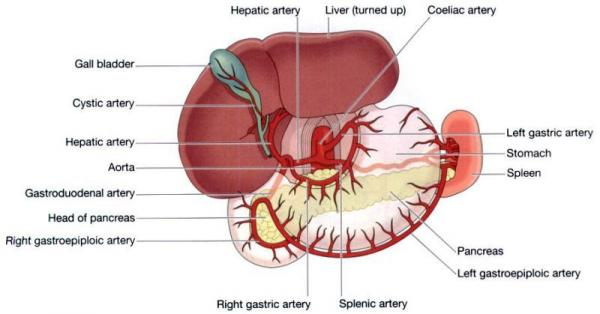 Hepatic artery
Liver (turned up)
Coeliac artery
Gall bladder
Cystic artery
Hepatic artery
Aorta
Gastroduodenal artery
Head of pancreas
Right gastroepiploic artery
Left gastric artery
Stomach
Spleen
Pancreas
Left gastroepiploic artery
Right gastric artery
Splenic artery